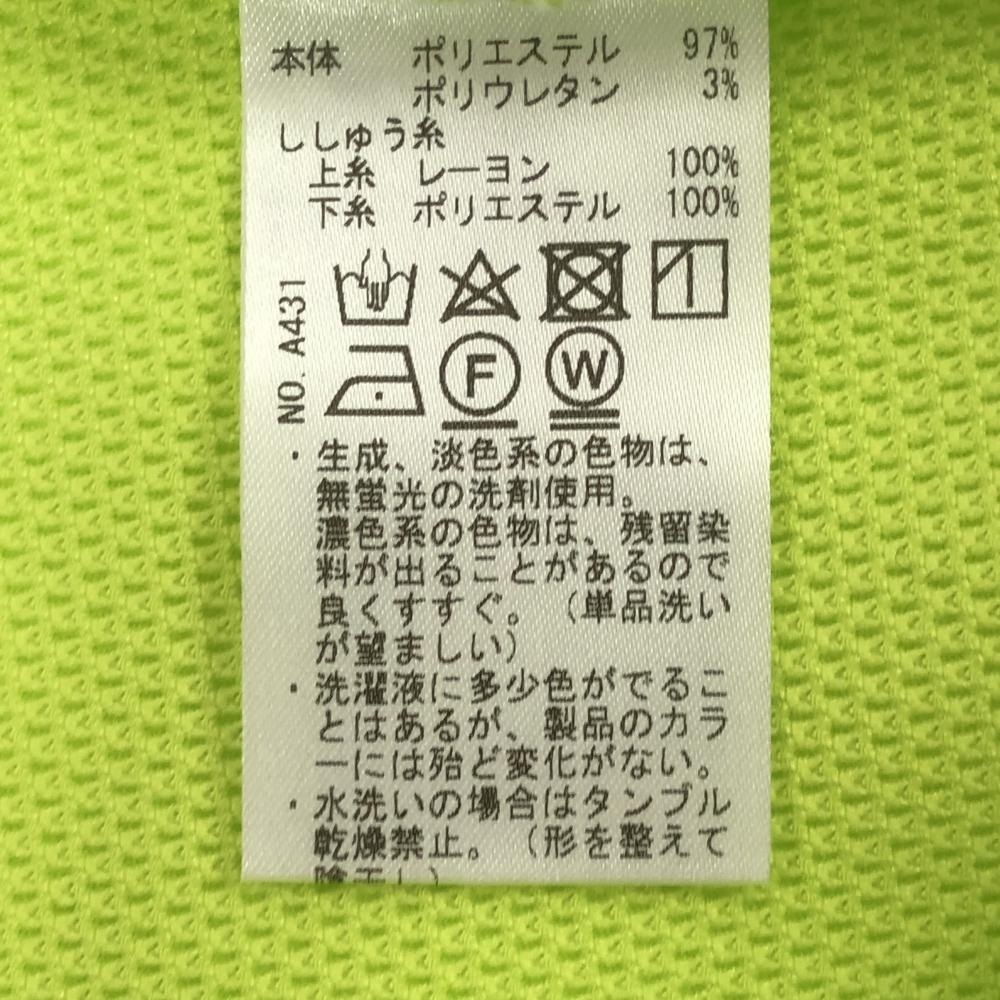 本体 ポリエステル 97%
ポリウレタン 3%
ししゅう糸
上糸 レーヨン 100%
下糸 ポリエステル 100%
NO. A431
F W
・生成、淡色系の色物は、
無蛍光の洗剤使用。
濃色系の色物は、残留染
料が出ることがあるので
良くすすぐ。（単品洗い
が望ましい）
・洗濯液に多少色がでるこ
とはあるが、製品のカラ
ーには殆ど変化がない。
・水洗いの場合はタンブル
乾燥禁止。（形を整えて